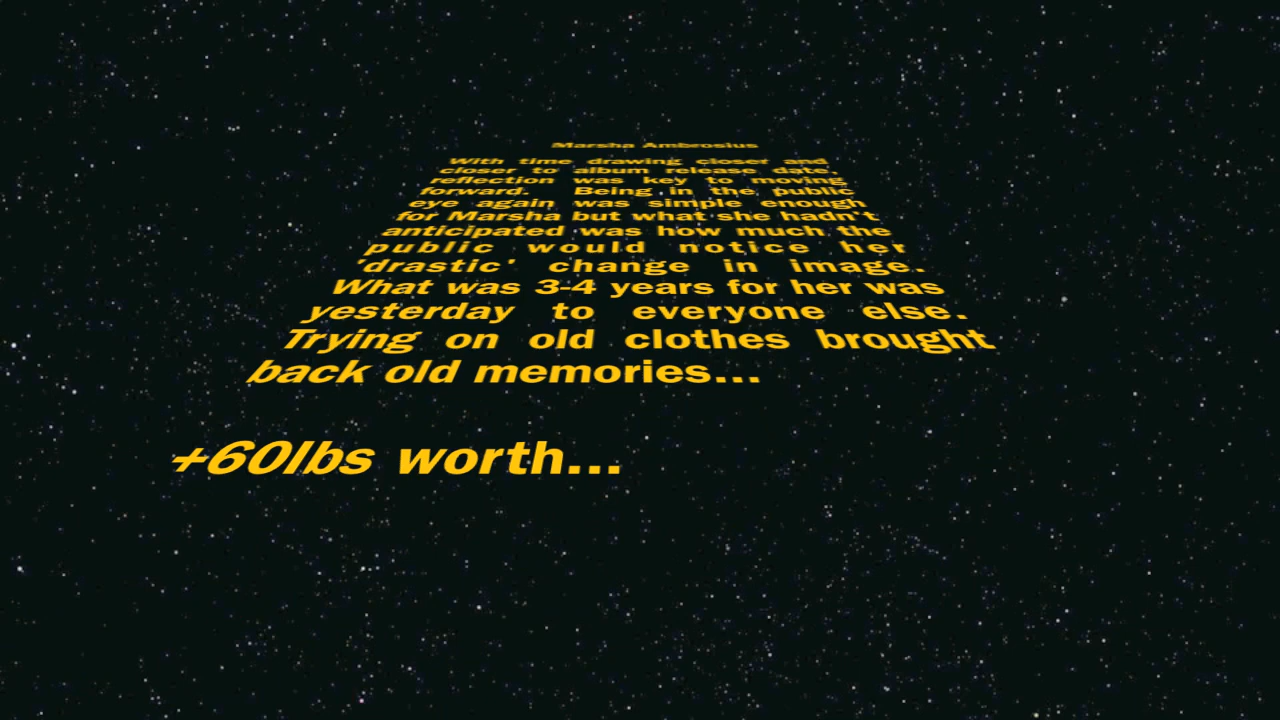 Marsha Ambrosius
With time drawing closer and
closer to album release date,
reflection was key to moving
forward. Being in the public
eye again was simple enough
for Marsha but what she hadn't
anticipated was how much the
public would notice her
'drastic' change in image.
What was 3-4 years for her was
yesterday to everyone else.
Trying on old clothes brought
back old memories...
+60lbs worth...